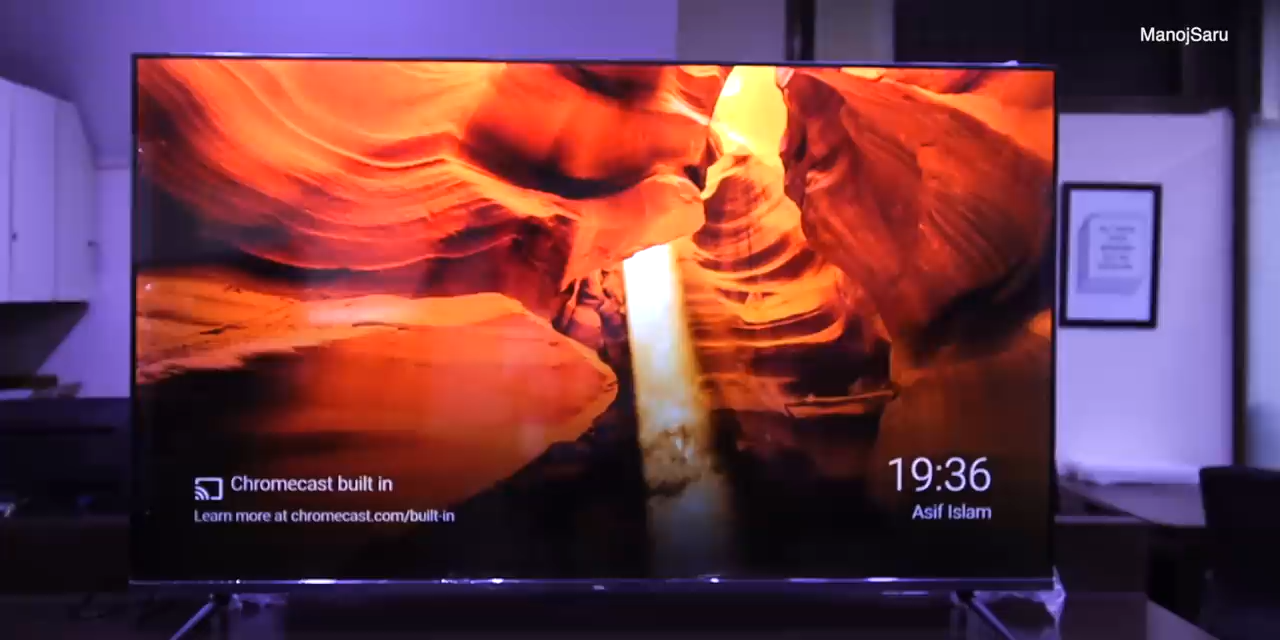 ManojSaru
Chromecast built in
Learn more at chromecast.com/built-in
19:36
Asif Islam